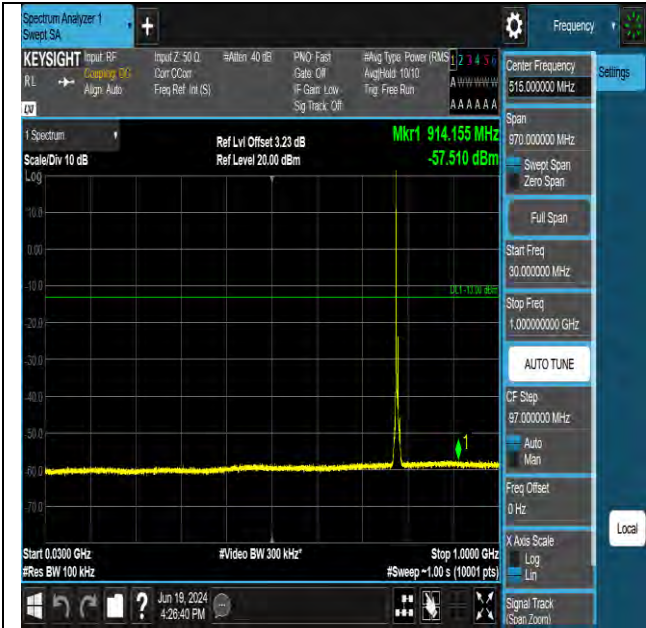 Spectrum Analyzer 1
Swept SA
+
Frequency
KEYSIGHT
RL
Input: RF
Coupling: DC
Align: Auto
Input Z: 50 Ω
Corr CCorr
Freq Ref: Int (S)
#Atten: 40 dB
PNO: Fast
Gate: Off
IF Gain: Low
Sig Track: Off
#Avg Type: Power (RMS
Avg|Hold: 10/10
Trig: Free Run
1 2 3 4 5 6
A W W W W W
A A A A A A
LW
1 Spectrum
Scale/Div 10 dB
Log
Ref Lvl Offset 3.23 dB
Ref Level 20.00 dBm
Mkr1 914.155 MHz
-57.510 dBm
10.0
0.00
-10.0
-20.0
-30.0
-40.0
-50.0
-60.0
-70.0
DL1 -13.00 dBm
1
Start 0.0300 GHz
#Res BW 100 kHz
#Video BW 300 kHz*
Stop 1.0000 GHz
#Sweep ~1.00 s (10001 pts)
Center Frequency
515.000000 MHz
Settings
Span
970.000000 MHz
Swept Span
Zero Span
Full Span
Start Freq
30.000000 MHz
Stop Freq
1.000000000 GHz
AUTO TUNE
CF Step
97.000000 MHz
Auto
Man
Freq Offset
0 Hz
X Axis Scale
Log
Lin
Local
Signal Track
(Span Zoom)
?
Jun 19, 2024
4:26:40 PM